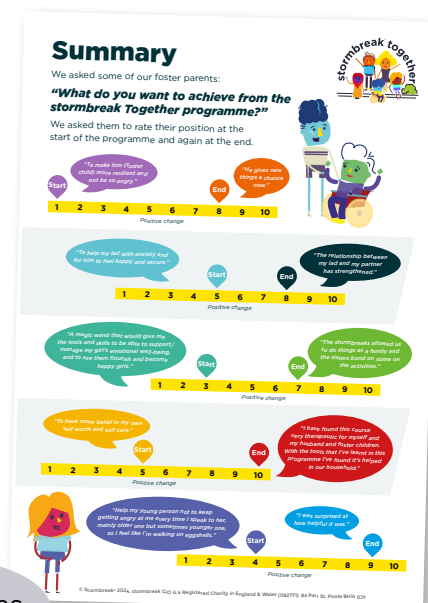 stormbreak together
Summary
We asked some of our foster parents:
“What do you want to achieve from the
stormbreak Together programme?”
We asked them to rate their position at the
start of the programme and again at the end.
“To make him (foster
child) more resilient and
not be so angry.”
“He gives new
things a chance
now.”
Start
End
1 2 3 4 5 6 7 8 9 10
Positive change
“To help my lad with anxiety and
for him to feel happy and secure.”
“The relationship between
my lad and my partner
has strengthened.”
Start
End
1 2 3 4 5 6 7 8 9 10
Positive change
“A magic wand that would give me
the tools and skills to be able to support/
manage my girl's emotional well-being,
and to see them flourish and become
happy girls.”
“The stormbreaks allowed us
to do things as a family and
the sisters bond on some on
the activities.”
Start
End
1 2 3 4 5 6 7 8 9 10
Positive change
“To have more belief in my own
self worth and self care.”
“I have found this course
very therapeutic for myself and
my husband and foster children.
With the tools that I've learnt in this
programme I've found it's helped
in our household.”
Start
End
1 2 3 4 5 6 7 8 9 10
Positive change
“Help my young person not to keep
getting angry at me every time I speak to her,
mainly older one but sometimes younger one,
so I feel like I'm walking on eggshells.”
“I was surprised at
how helpful it was.”
Start
End
1 2 3 4 5 6 7 8 9 10
Positive change
© Stormbreak® 2024, stormbreak CIO is a Registered Charity in England & Wales (1182771). 8a Parr St, Poole BH14 0JY